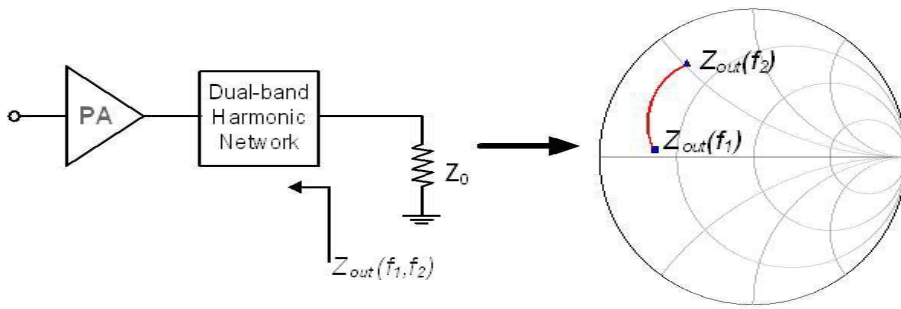 PA
Dual-band
Harmonic
Network
Z0
Zout(f1,f2)
Zout(f2)
Zout(f1)